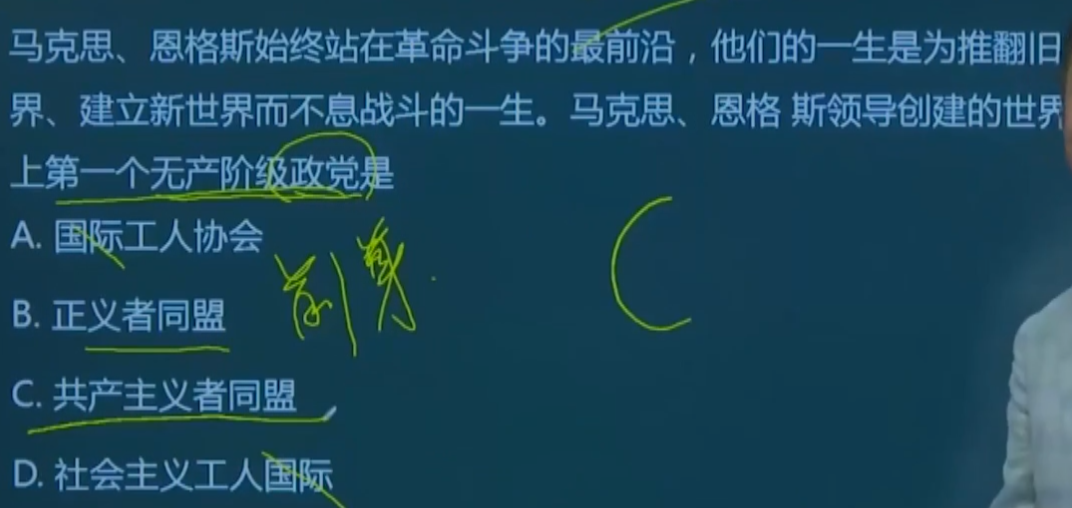 马克思、恩格斯始终站在革命斗争的最前沿，他们的一生是为推翻旧
界、建立新世界而不息战斗的一生。马克思、恩格 斯领导创建的世界
上第一个无产阶级政党是
A. 国际工人协会
B. 正义者同盟
前身
C
C. 共产主义者同盟
D. 社会主义工人国际